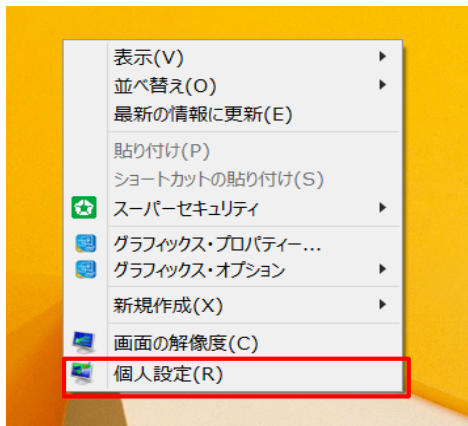 表示(V)
並べ替え(O)
最新の情報に更新(E)
貼り付け(P)
ショートカットの貼り付け(S)
スーパーセキュリティ
グラフィックス・プロパティー...
グラフィックス・オプション
新規作成(X)
画面の解像度(C)
個人設定(R)